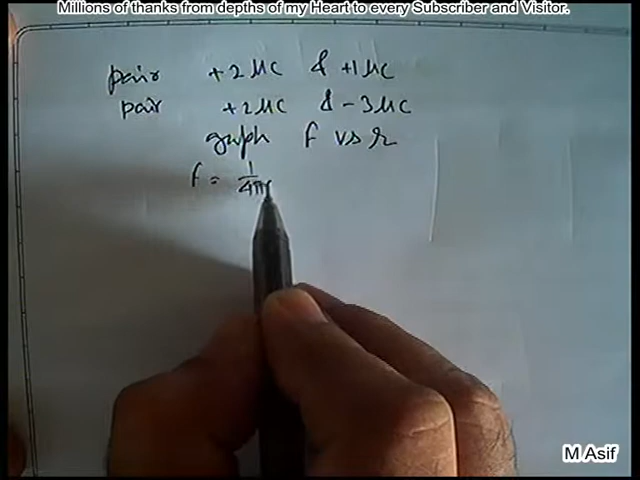 Millions of thanks from depths of my Heart to every Subscriber and Visitor.
pair +2 μC & +1 μC
pair +2 μC & -3 μC
graph F vs r
F = 1/4π
M Asif